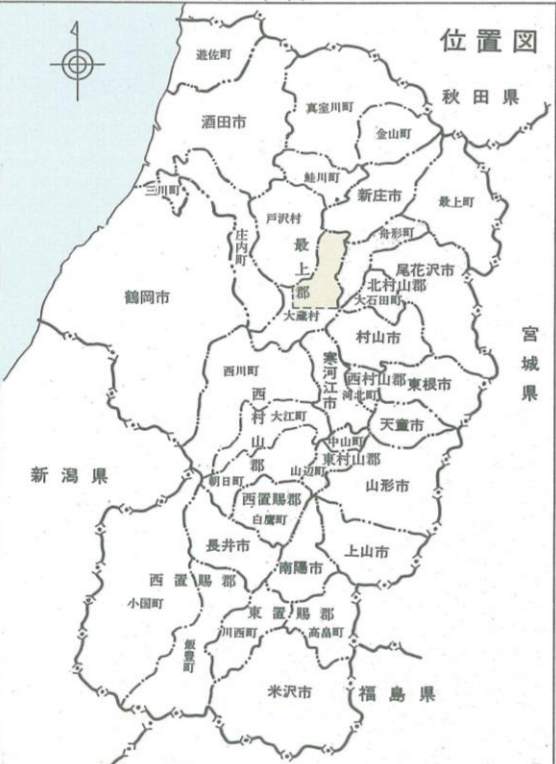 位置図
秋田県
遊佐町
真室川町
酒田市
金山町
鮭川町
三川町
新庄市
最上町
戸沢村
舟形町
庄内町
最上郡
尾花沢市
北村山郡
大石田町
鶴岡市
大蔵村
村山市
宮城県
西川町
寒河江市
西村山郡
河北町
東根市
西村山郡
大江町
天童市
中山町
東村山郡
新潟県
朝日町
山辺町
山形市
西置賜郡
白鷹町
長井市
上山市
南陽市
西置賜郡
小国町
東置賜郡
川西町
高畠町
飯豊町
米沢市
福島県